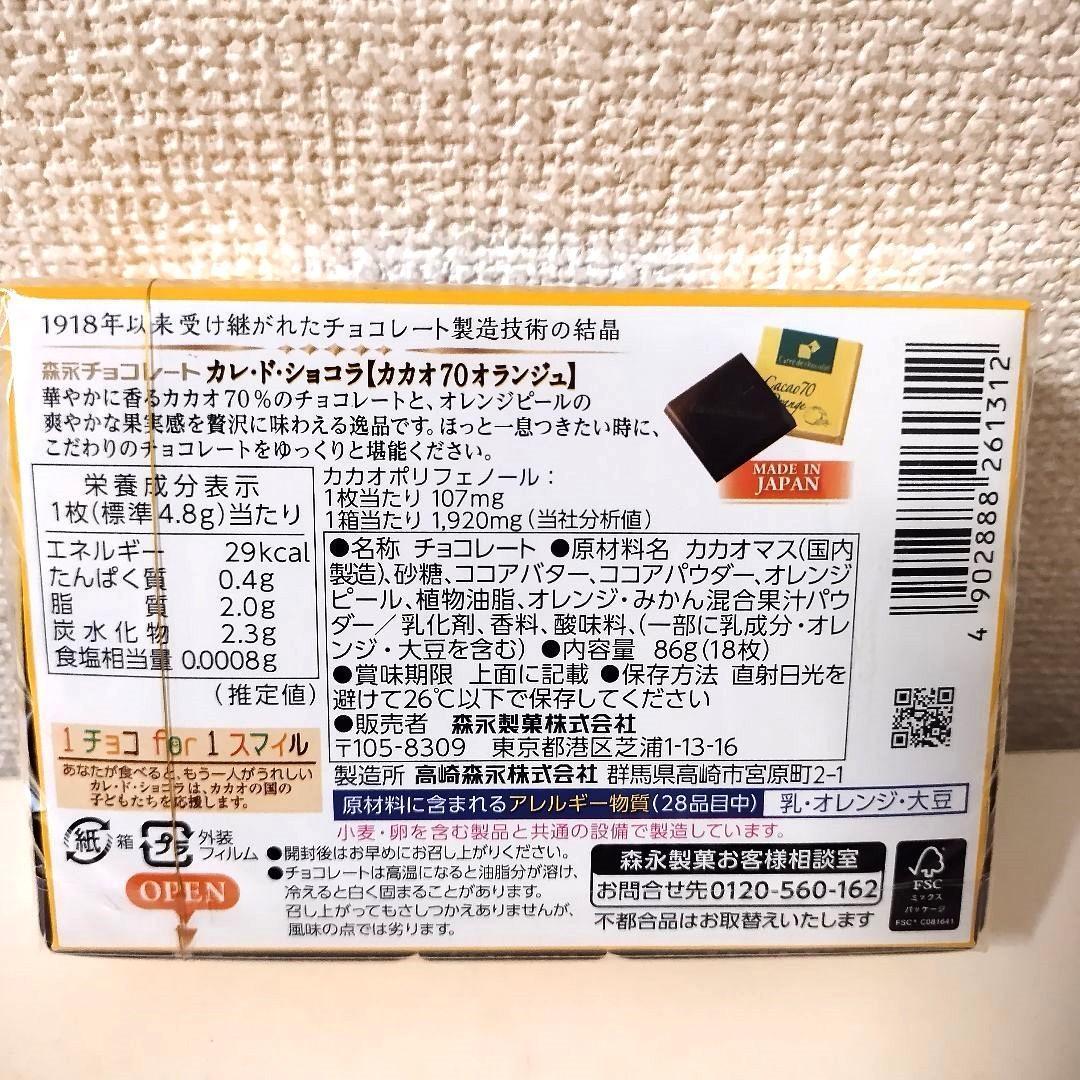 1918年以来受け継がれたチョコレート製造技術の結晶
森永チョコレート カレ・ド・ショコラ【カカオ70オランジュ】
華やかに香るカカオ70%のチョコレートと、オレンジピールの
爽やかな果実感を贅沢に味わえる逸品です。ほっと一息つきたい時に、
こだわりのチョコレートをゆっくりと堪能ください。
Cacao 70
Orange
MADE IN
JAPAN
栄養成分表示
1枚(標準4.8g)当たり
エネルギー 29kcal
たんぱく質 0.4g
脂質 2.0g
炭水化物 2.3g
食塩相当量 0.0008g
(推定値)
カカオポリフェノール:
1枚当たり 107mg
1箱当たり 1,920mg(当社分析値)
●名称 チョコレート ●原材料名 カカオマス(国内
製造)、砂糖、ココアバター、ココアパウダー、オレンジ
ピール、植物油脂、オレンジ・みかん混合果汁パウ
ダー/乳化剤、香料、酸味料、(一部に乳成分・オレ
ンジ・大豆を含む) ●内容量 86g(18枚)
●賞味期限 上面に記載 ●保存方法 直射日光を
避けて26℃以下で保存してください
●販売者 森永製菓株式会社
〒105-8309 東京都港区芝浦1-13-16
製造所 高崎森永株式会社 群馬県高崎市宮原町2-1
原材料に含まれるアレルギー物質(28品目中) 乳・オレンジ・大豆
小麦・卵を含む製品と共通の設備で製造しています。
1チョコ for 1スマイル
あなたが食べると、もう一人がうれしい
カレ・ド・ショコラは、カカオの国の
子どもたちを応援します。
紙 箱 プラ 外装
フィルム
OPEN
●開封後はお早めにお召し上がりください。
●チョコレートは高温になると油脂分が溶け、
冷えると白く固まることがあります。
召し上がってもさしつかえありませんが、
風味の点では劣ります。
森永製菓お客様相談室
お問合せ先0120-560-162
不都合品はお取替えいたします
FSC
ミックス
パッケージ
FSC® C081641
4 902888 261312